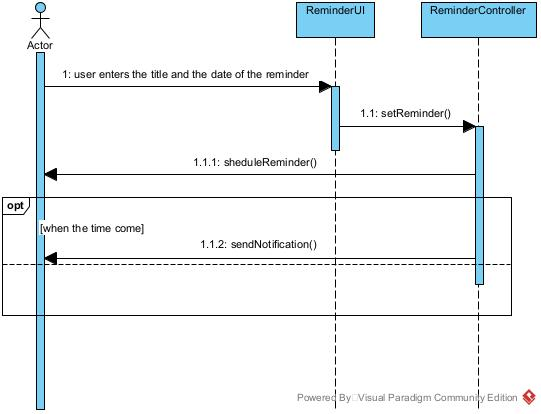 ReminderUI
ReminderController
Actor
1: user enters the title and the date of the reminder
1.1: setReminder()
1.1.1: sheduleReminder()
opt
[when the time come]
1.1.2: sendNotification()
Powered By Visual Paradigm Community Edition